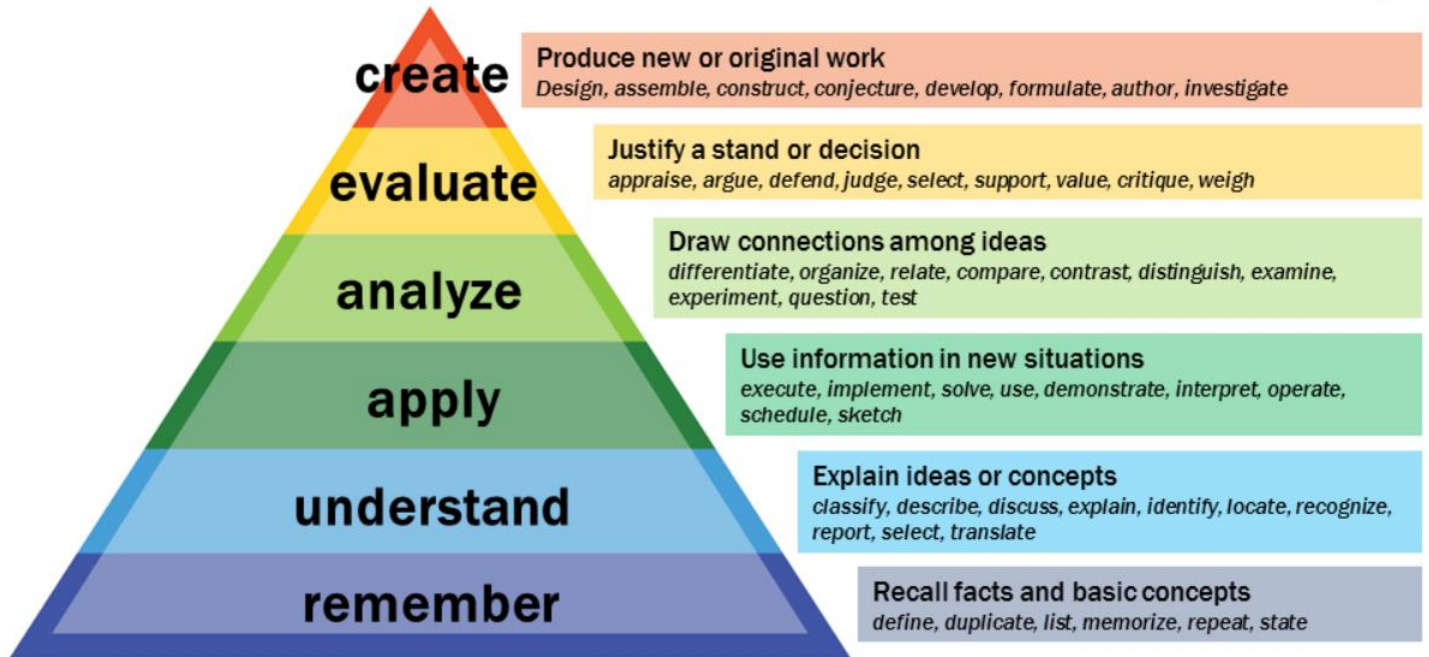 create
Produce new or original work
Design, assemble, construct, conjecture, develop, formulate, author, investigate
evaluate
Justify a stand or decision
appraise, argue, defend, judge, select, support, value, critique, weigh
analyze
Draw connections among ideas
differentiate, organize, relate, compare, contrast, distinguish, examine,
experiment, question, test
apply
Use information in new situations
execute, implement, solve, use, demonstrate, interpret, operate,
schedule, sketch
understand
Explain ideas or concepts
classify, describe, discuss, explain, identify, locate, recognize,
report, select, translate
remember
Recall facts and basic concepts
define, duplicate, list, memorize, repeat, state